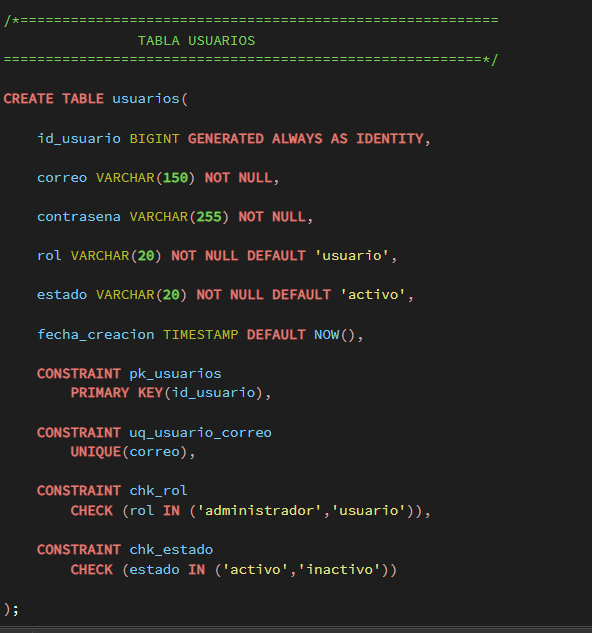 /*=========================================================
TABLA USUARIOS
=========================================================*/
CREATE TABLE usuarios(
id_usuario BIGINT GENERATED ALWAYS AS IDENTITY,
correo VARCHAR(150) NOT NULL,
contrasena VARCHAR(255) NOT NULL,
rol VARCHAR(20) NOT NULL DEFAULT 'usuario',
estado VARCHAR(20) NOT NULL DEFAULT 'activo',
fecha_creacion TIMESTAMP DEFAULT NOW(),
CONSTRAINT pk_usuarios
PRIMARY KEY(id_usuario),
CONSTRAINT uq_usuario_correo
UNIQUE(correo),
CONSTRAINT chk_rol
CHECK (rol IN ('administrador','usuario')),
CONSTRAINT chk_estado
CHECK (estado IN ('activo','inactivo'))
);